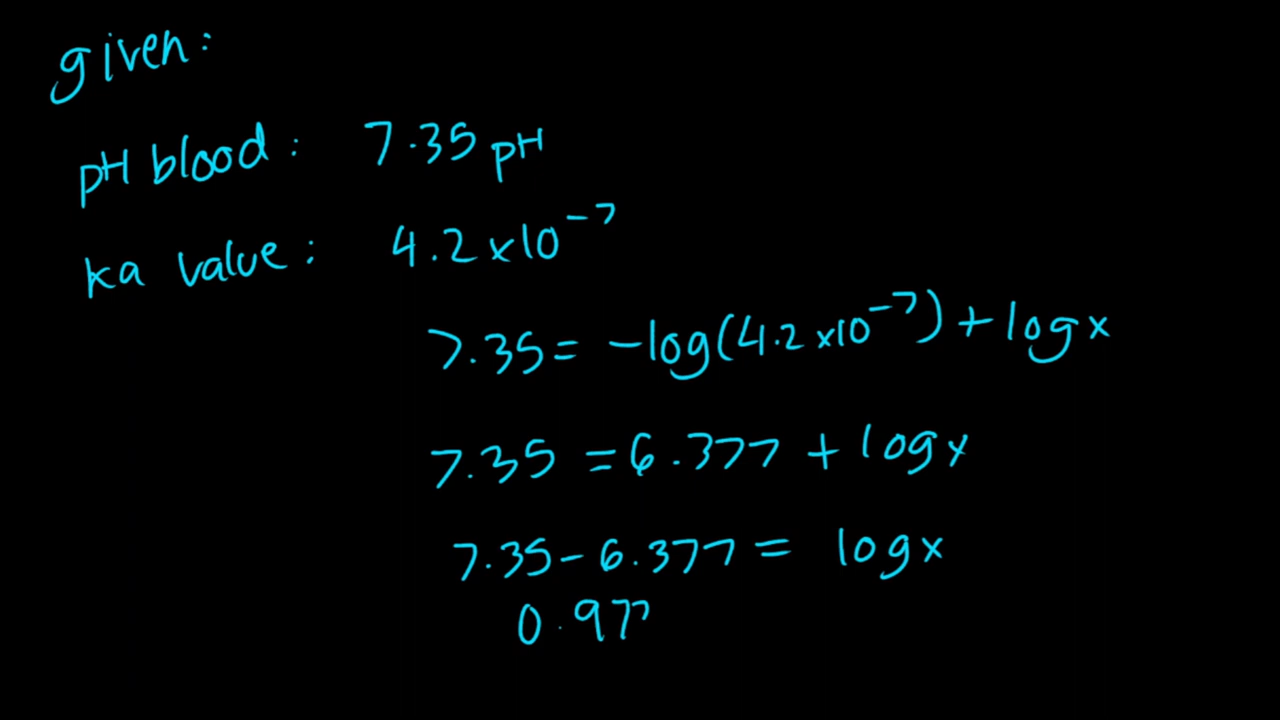 given:
pH blood: 7.35 pH
ka value: 4.2x10⁻⁷
7.35 = -log(4.2x10⁻⁷) + log x
7.35 = 6.377 + log x
7.35 - 6.377 = log x
0.977